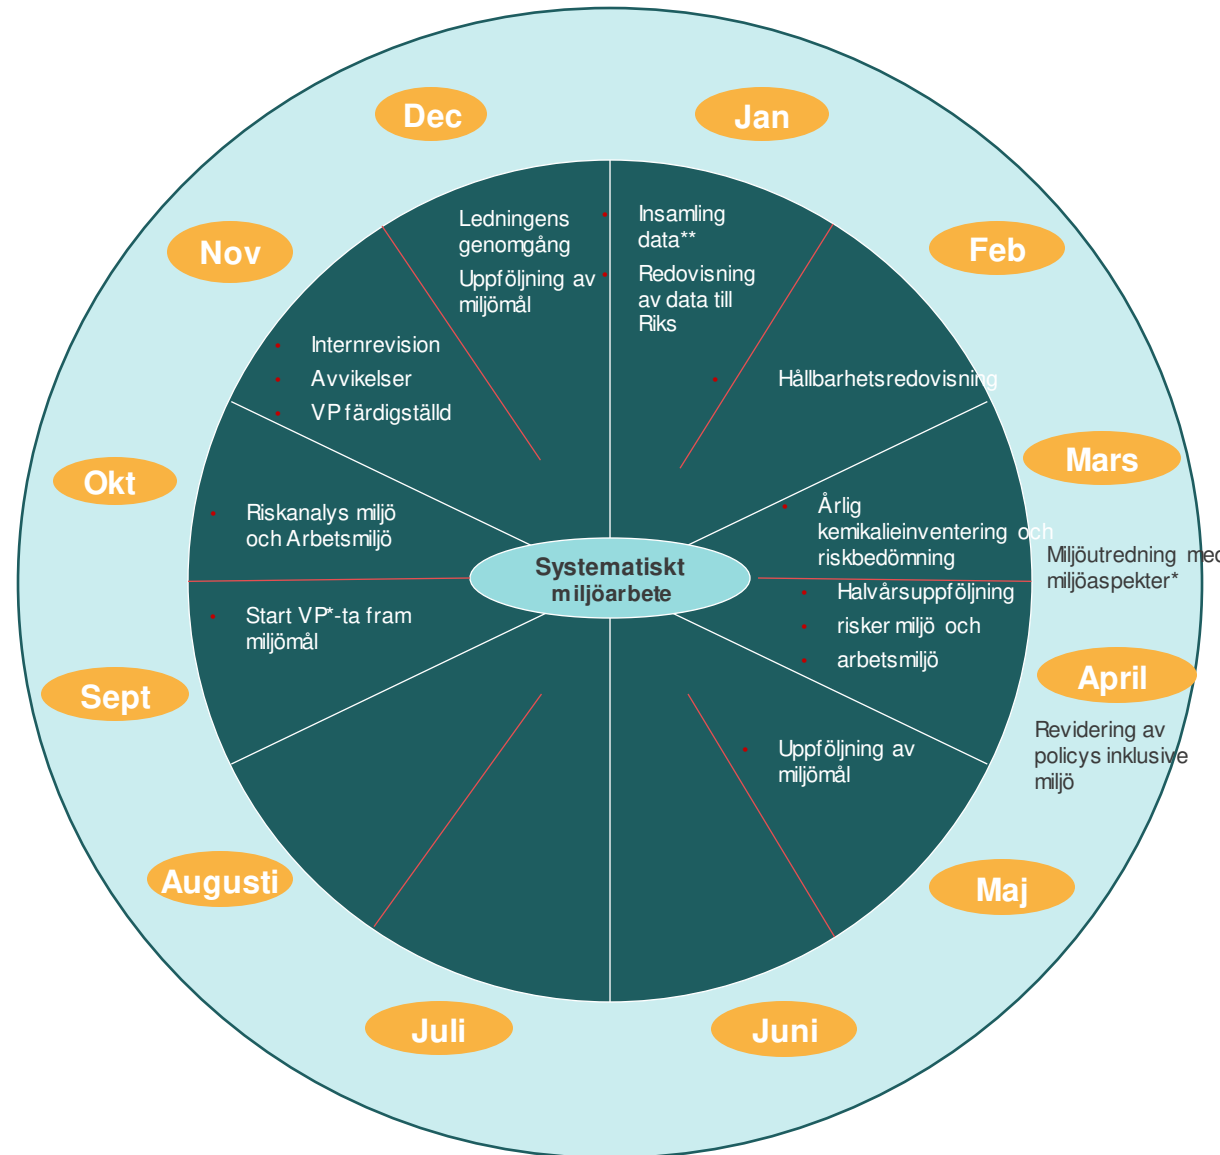 Dec
Jan
Nov
Feb
Ledningens
genomgång
Uppföljning av
miljömål
Insamling
data**
Redovisning
av data till
Riks
Internrevision
Avvikelser
VP färdigställd
Hållbarhetsredovisning
Okt
Mars
Riskanalys miljö
och Arbetsmiljö
Årlig
kemikalieinventering och
riskbedömning
Miljöutredning med
miljöaspekter*
Systematiskt
miljöarbete
Start VP*-ta fram
miljömål
Halvårsuppföljning
risker miljö och
arbetsmiljö
Sept
April
Revidering av
policys inklusive
miljö
Uppföljning av
miljömål
Augusti
Maj
Juli
Juni